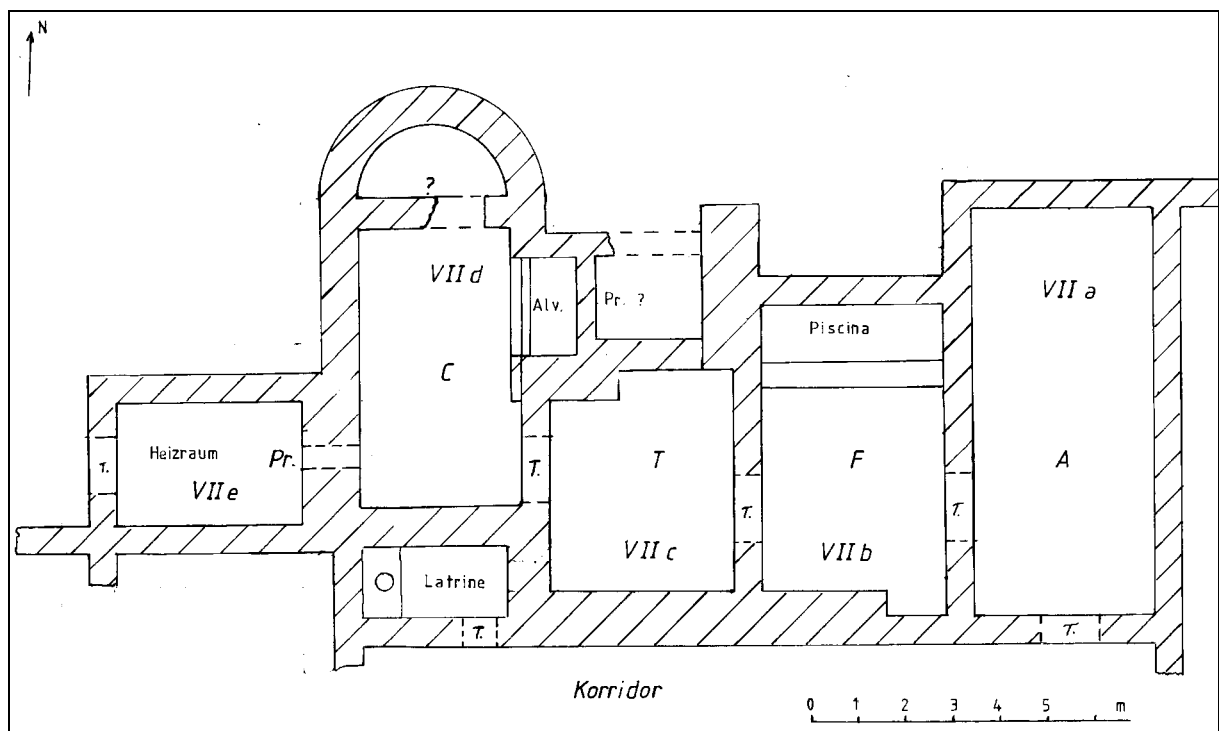 N
?
VII d
VII a
Alv.
Pr. ?
Piscina
C
T.
Heizraum
Pr.
T.
T
F
A
VII e
T.
T.
VII c
VII b
Latrine
T.
T.
Korridor
0 1 2 3 4 5 m